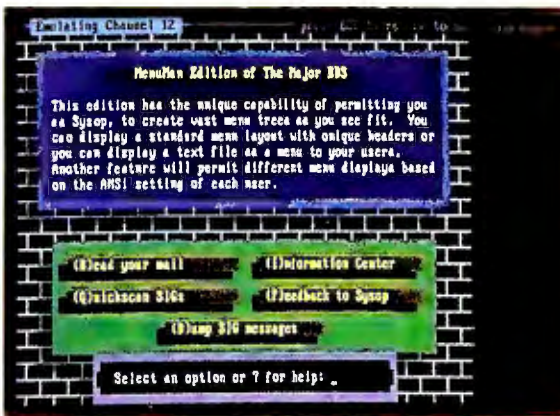 Emulating Channel 12
MenuMan Edition of The Major BBS
This edition has the unique capability of permitting you
as Sysop, to create vast menu trees as you see fit. You
can display a standard menu layout with unique headers or
you can display a text file as a menu to your users.
Another feature will permit different menu displays based
on the ANSI setting of each user.
(R)ead your mail (I)nformation Center
(Q)uickscan SIGs (F)eedback to Sysop
(D)ump SIG messages
Select an option or ? for help: _